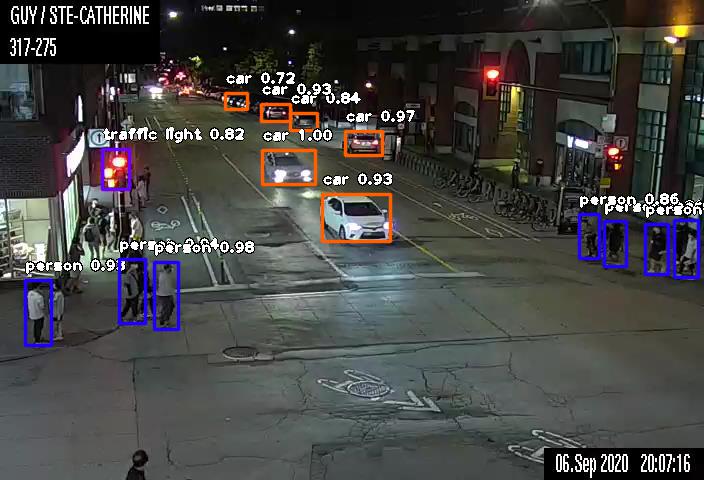 GUY / STE-CATHERINE
317-275
car 0.72
car 0.93
car 0.84
car 0.97
traffic light 0.82
car 1.00
car 0.93
person 0.86
person 0.93
person 0.98
06.Sep 2020 20:07:16